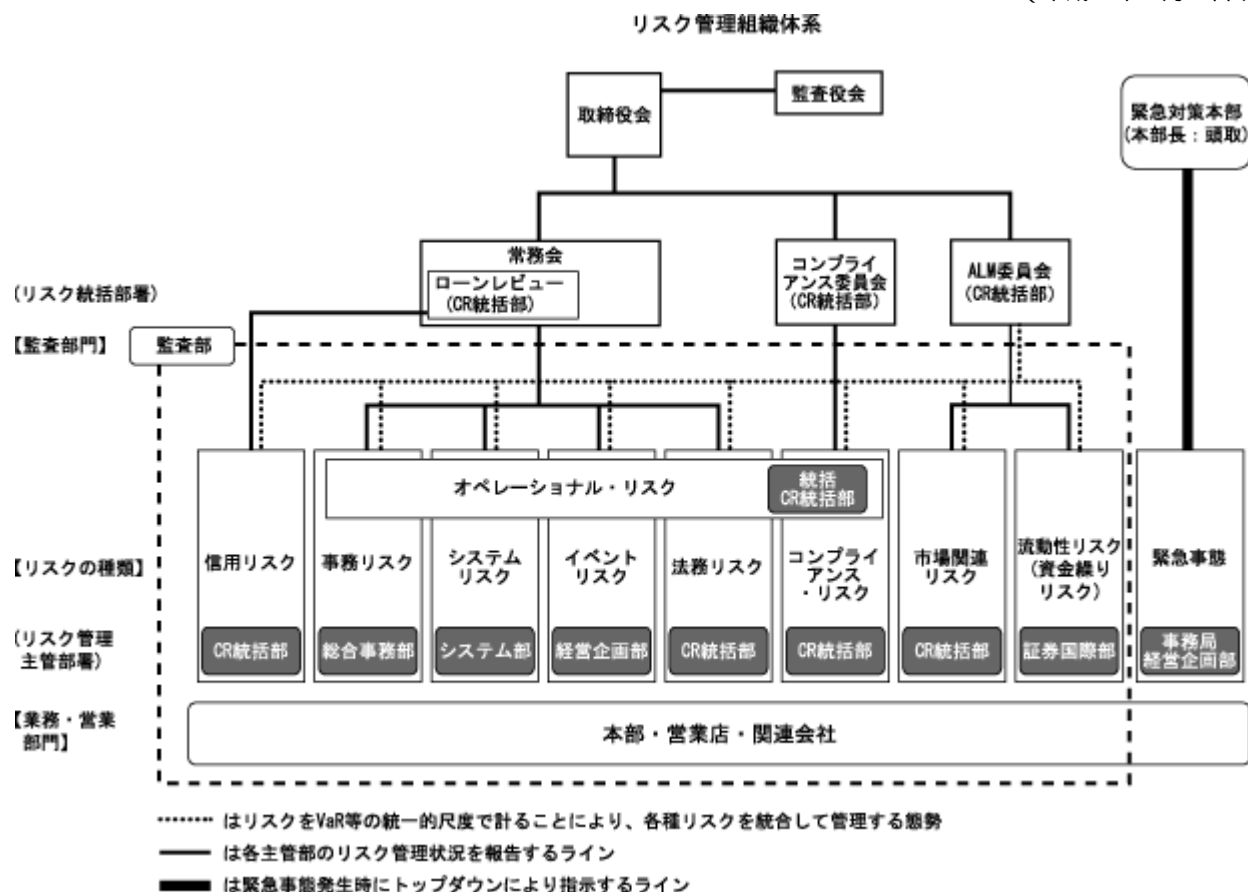 リスク管理組織体系
取締役会
監査役会
緊急対策本部
(本部長：頭取)
常務会
ローンレビュー
(CR統括部)
コンプライ
アンス委員会
(CR統括部)
ALM委員会
(CR統括部)
(リスク統括部署)
【監査部門】
監査部
オペレーショナル・リスク
統括
CR統括部
【リスクの種類】
信用リスク
事務リスク
システム
リスク
イベント
リスク
法務リスク
コンプライ
アンス
・リスク
市場関連
リスク
流動性リスク
(資金繰り
リスク)
緊急事態
(リスク管理
主管部署)
CR統括部
総合事務部
システム部
経営企画部
CR統括部
CR統括部
CR統括部
証券国際部
事務局
経営企画部
【業務・営業
部門】
本部・営業店・関連会社
はリスクをVaR等の統一的尺度で計ることにより、各種リスクを統合して管理する態勢
は各主管部のリスク管理状況を報告するライン
は緊急事態発生時にトップダウンにより指示するライン